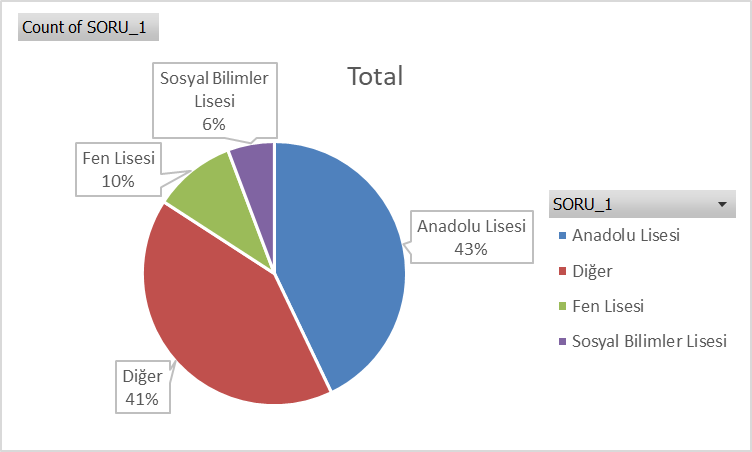 Count of SORU_1
Total
Sosyal Bilimler
Lisesi
6%
Fen Lisesi
10%
Anadolu Lisesi
43%
Diğer
41%
SORU_1
Anadolu Lisesi
Diğer
Fen Lisesi
Sosyal Bilimler Lisesi